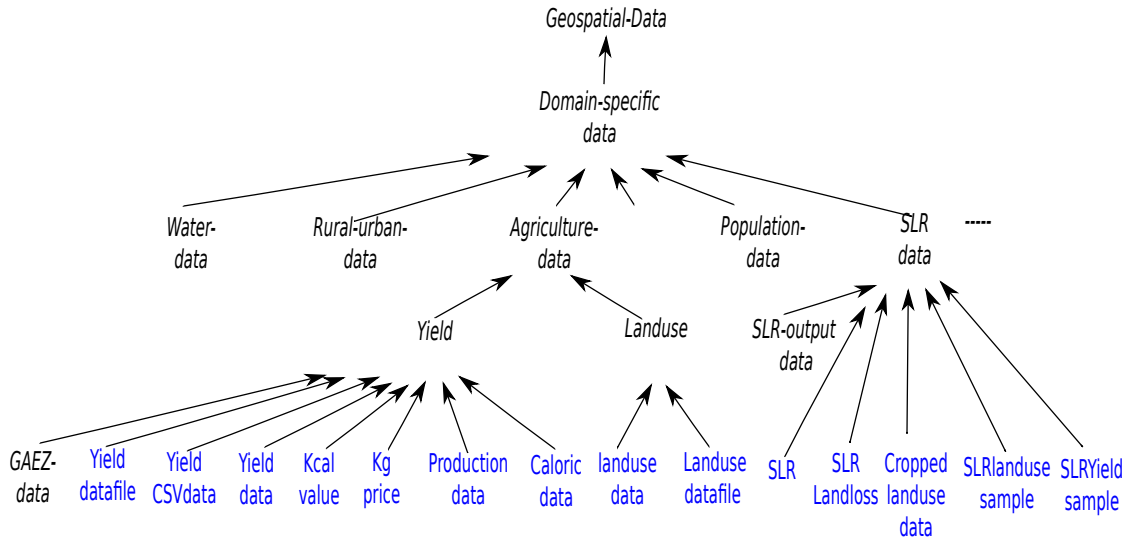 Geospatial-Data
Domain-specific
data
Water-
data
Rural-urban-
data
Agriculture-
data
Population-
data
SLR
data
-----
Yield
Landuse
SLR-output
data
GAEZ-
data
Yield
datafile
Yield
CSVdata
Yield
data
Kcal
value
Kg
price
Production
data
Caloric
data
landuse
data
Landuse
datafile
SLR
SLR
Landloss
Cropped
landuse
data
SLRlanduse
sample
SLRYield
sample